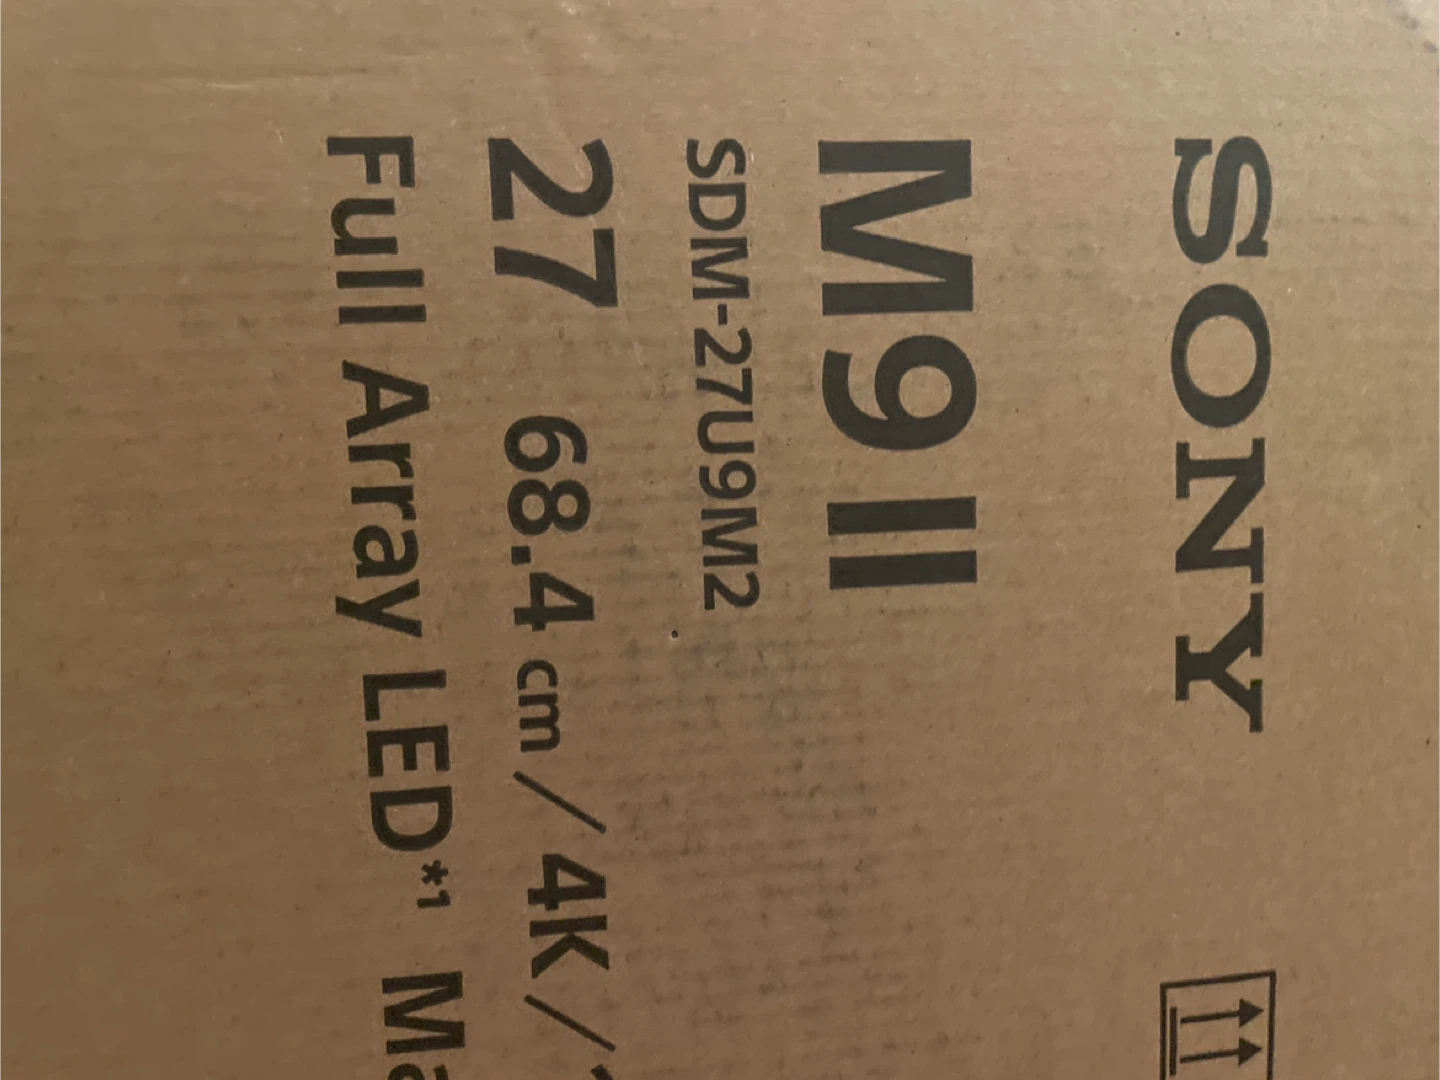 SONY
M9 II
SDM-27U9M2
27 68.4 cm / 4K /
Full Array LED*1